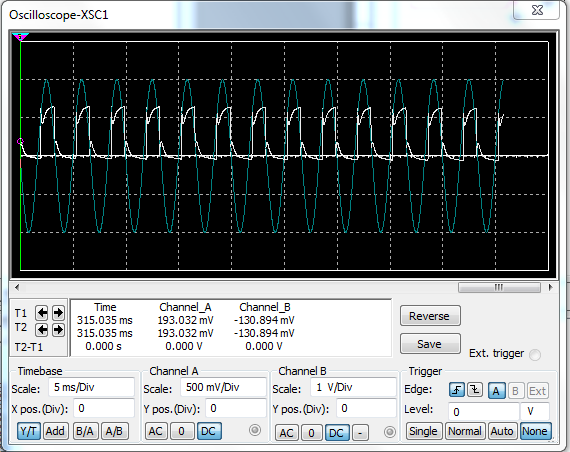 Oscilloscope-XSC1
T1
T2
T2-T1
Time Channel_A Channel_B
315.035 ms 193.032 mV -130.894 mV
315.035 ms 193.032 mV -130.894 mV
0.000 s 0.000 V 0.000 V
Reverse
Save
Ext. trigger
Timebase
Scale: 5 ms/Div
X pos.(Div): 0
Y/T Add B/A A/B
Channel A
Scale: 500 mV/Div
Y pos.(Div): 0
AC 0 DC
Channel B
Scale: 1 V/Div
Y pos.(Div): 0
AC 0 DC -
Trigger
Edge: A B Ext
Level: 0 V
Single Normal Auto None